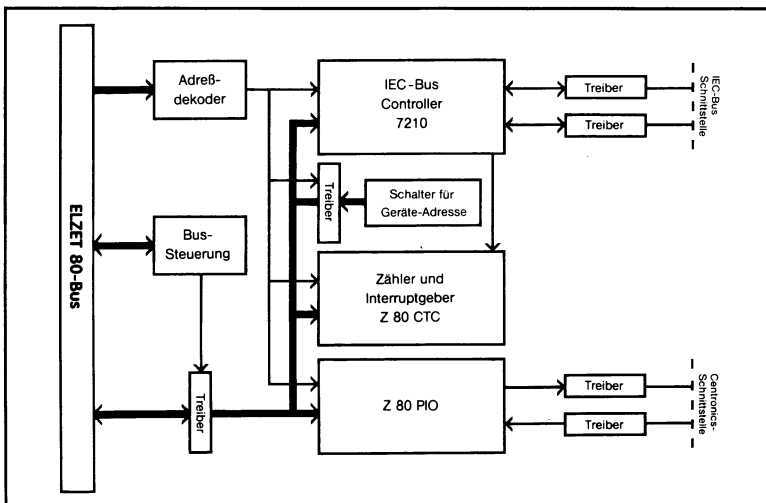 ELZET 80-Bus
Adreß-
dekoder
Bus-
Steuerung
Treiber
IEC-Bus
Controller
7210
Treiber
Schalter für
Geräte-Adresse
Zähler und
Interruptgeber
Z 80 CTC
Z 80 PIO
Treiber
Treiber
IEC-Bus
Schnittstelle
Treiber
Treiber
Centronics-
Schnittstelle